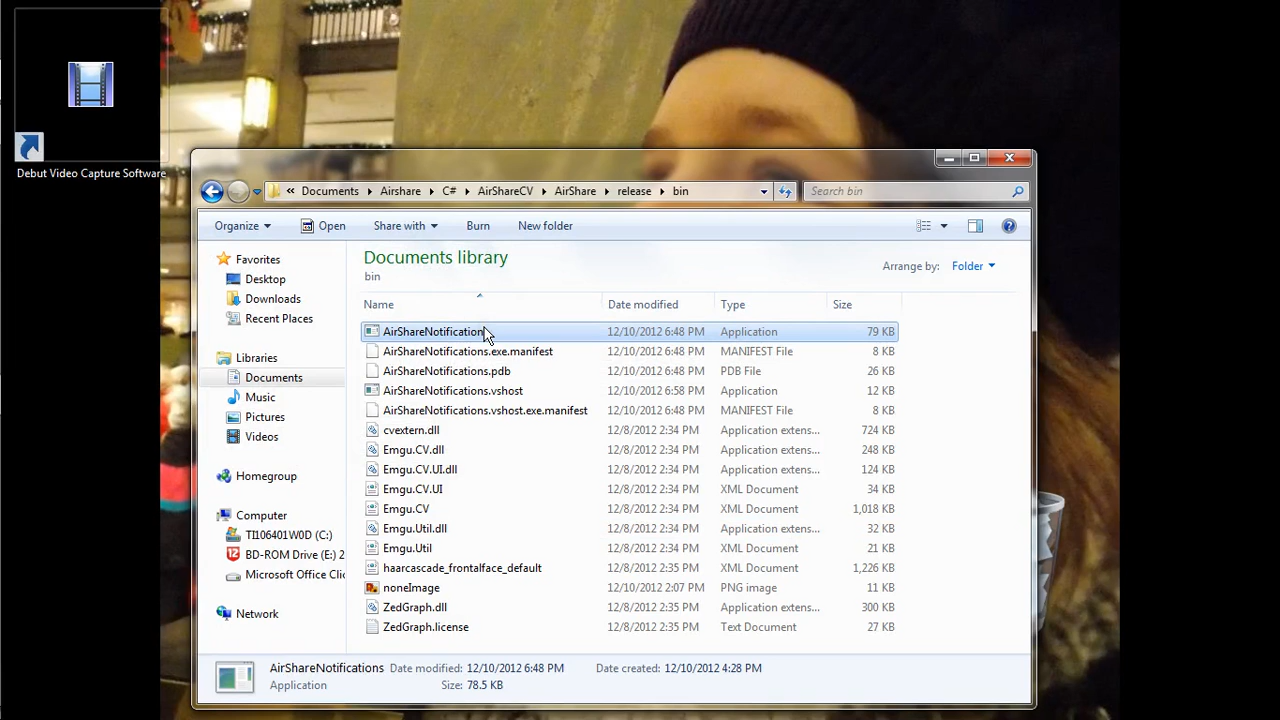 Debut Video Capture Software
« Documents Airshare C# AirShareCV AirShare release bin
Search bin
Organize Open Share with Burn New folder
Favorites
Desktop
Downloads
Recent Places
Libraries
Documents
Music
Pictures
Videos
Homegroup
Computer
TI106401W0D (C:)
BD-ROM Drive (E:) 2
Microsoft Office Clic
Network
Documents library
bin
Arrange by: Folder
Name Date modified Type Size
AirShareNotification 12/10/2012 6:48 PM Application 79 KB
AirShareNotifications.exe.manifest 12/10/2012 6:48 PM MANIFEST File 8 KB
AirShareNotifications.pdb 12/10/2012 6:48 PM PDB File 26 KB
AirShareNotifications.vshost 12/10/2012 6:58 PM Application 12 KB
AirShareNotifications.vshost.exe.manifest 12/10/2012 6:48 PM MANIFEST File 8 KB
cvextern.dll 12/8/2012 2:34 PM Application extens... 724 KB
Emgu.CV.dll 12/8/2012 2:34 PM Application extens... 248 KB
Emgu.CV.UI.dll 12/8/2012 2:34 PM Application extens... 124 KB
Emgu.CV.UI 12/8/2012 2:34 PM XML Document 34 KB
Emgu.CV 12/8/2012 2:34 PM XML Document 1,018 KB
Emgu.Util.dll 12/8/2012 2:34 PM Application extens... 32 KB
Emgu.Util 12/8/2012 2:34 PM XML Document 21 KB
haarcascade_frontalface_default 12/8/2012 2:35 PM XML Document 1,226 KB
noneImage 12/10/2012 2:07 PM PNG image 11 KB
ZedGraph.dll 12/8/2012 2:35 PM Application extens... 300 KB
ZedGraph.license 12/8/2012 2:35 PM Text Document 27 KB
AirShareNotifications Date modified: 12/10/2012 6:48 PM Date created: 12/10/2012 4:28 PM
Application Size: 78.5 KB